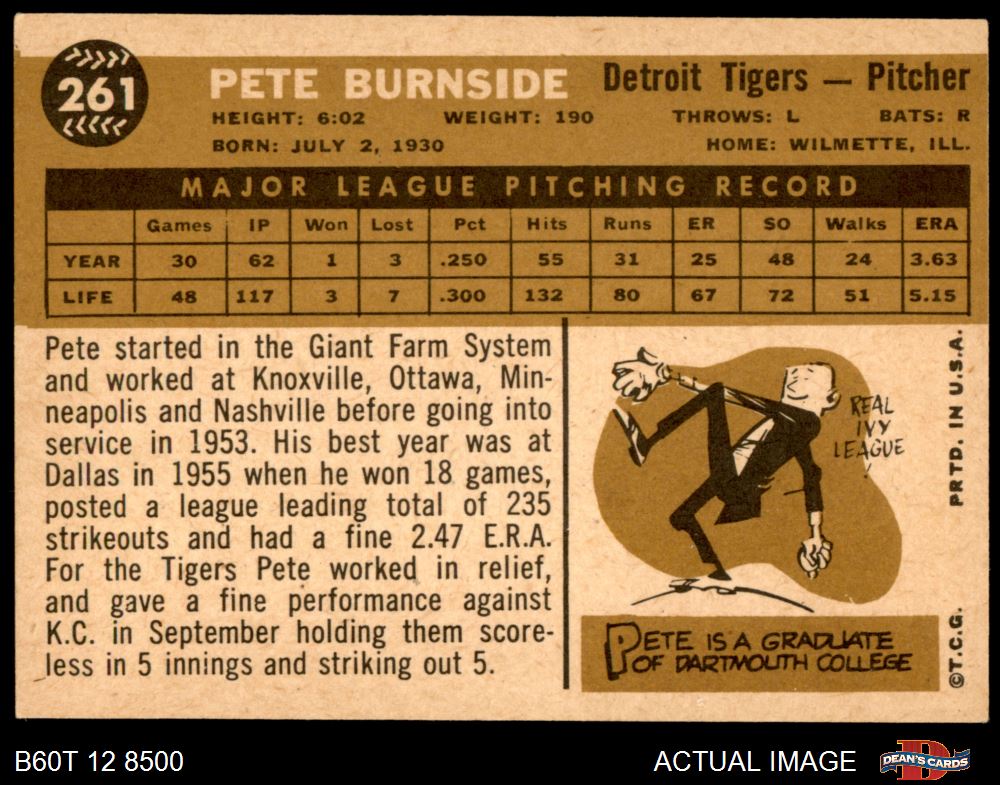 261
PETE BURNSIDE Detroit Tigers — Pitcher
HEIGHT: 6:02 WEIGHT: 190 THROWS: L BATS: R
BORN: JULY 2, 1930 HOME: WILMETTE, ILL.
MAJOR LEAGUE PITCHING RECORD
Games IP Won Lost Pct Hits Runs ER SO Walks ERA
YEAR 30 62 1 3 .250 55 31 25 48 24 3.63
LIFE 48 117 3 7 .300 132 80 67 72 51 5.15
Pete started in the Giant Farm System
and worked at Knoxville, Ottawa, Min-
neapolis and Nashville before going into
service in 1953. His best year was at
Dallas in 1955 when he won 18 games,
posted a league leading total of 235
strikeouts and had a fine 2.47 E.R.A.
For the Tigers Pete worked in relief,
and gave a fine performance against
K.C. in September holding them score-
less in 5 innings and striking out 5.
REAL
IVY
LEAGUE
!
PETE IS A GRADUATE
OF DARTMOUTH COLLEGE
©T.C.G. PRTD. IN U.S.A.
B60T 12 8500 ACTUAL IMAGE
D
DEAN'S CARDS